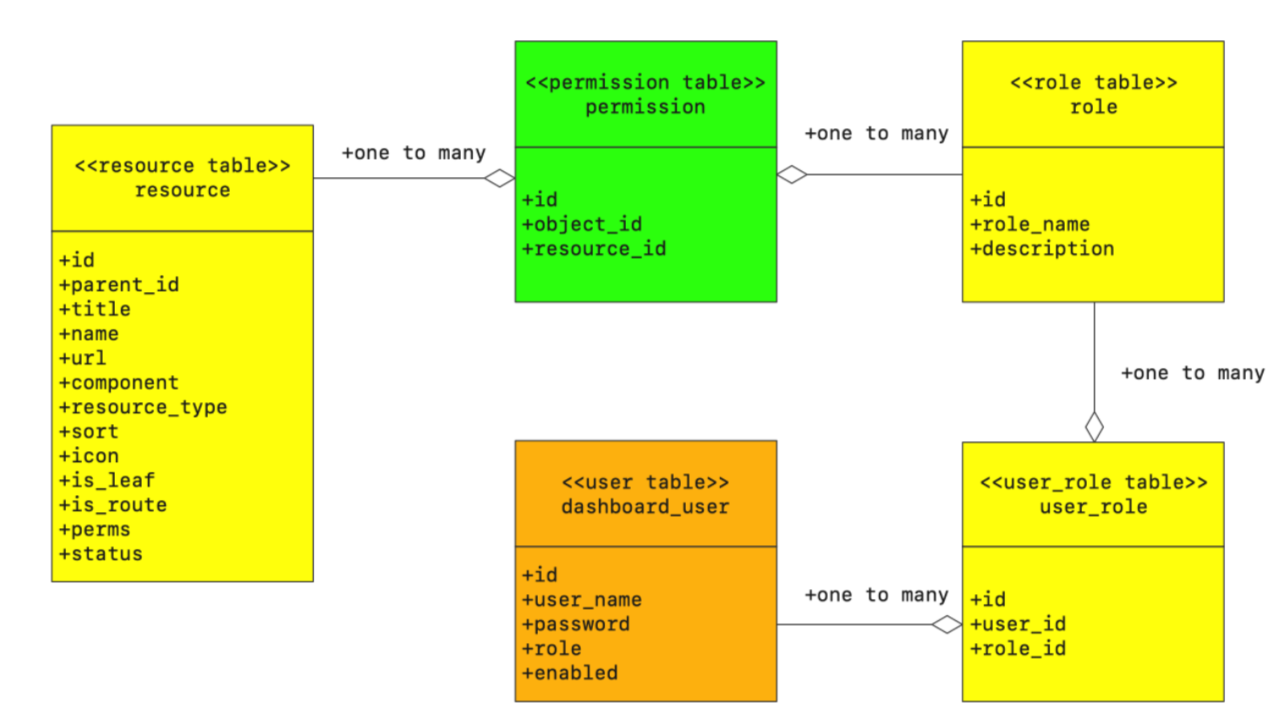 <<resource table>>
resource
+id
+parent_id
+title
+name
+url
+component
+resource_type
+sort
+icon
+is_leaf
+is_route
+perms
+status
+one to many
<<permission table>>
permission
+id
+object_id
+resource_id
+one to many
<<role table>>
role
+id
+role_name
+description
+one to many
<<user table>>
dashboard_user
+id
+user_name
+password
+role
+enabled
+one to many
<<user_role table>>
user_role
+id
+user_id
+role_id